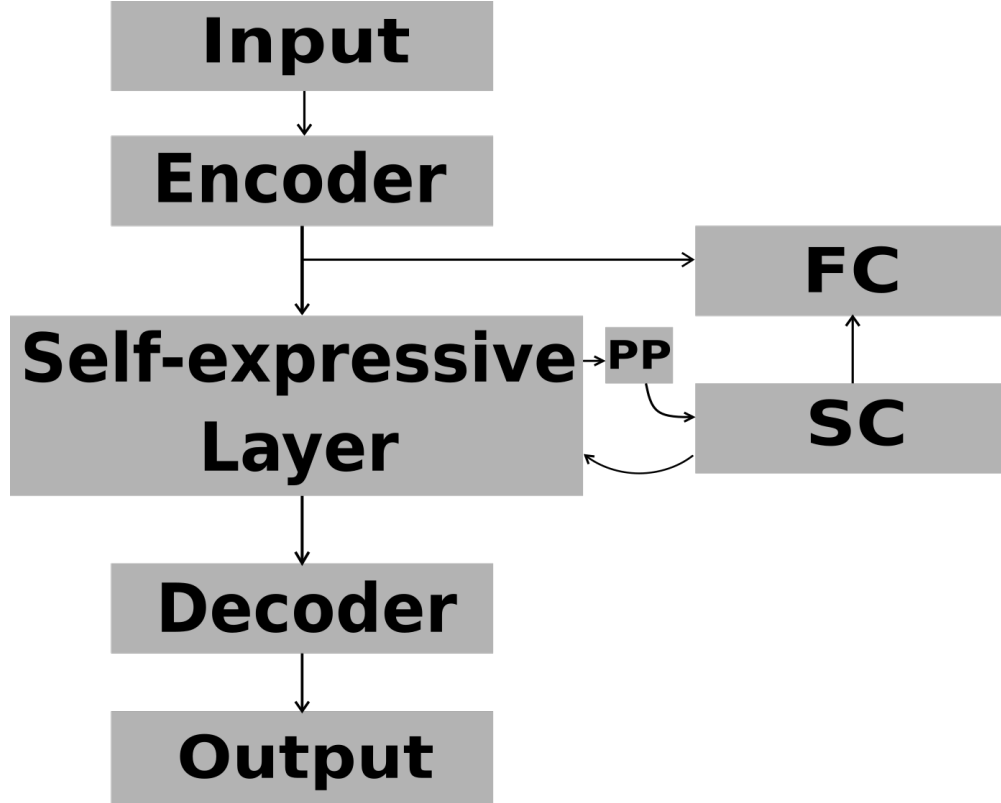 Input
Encoder
FC
Self-expressive
Layer
PP
SC
Decoder
Output